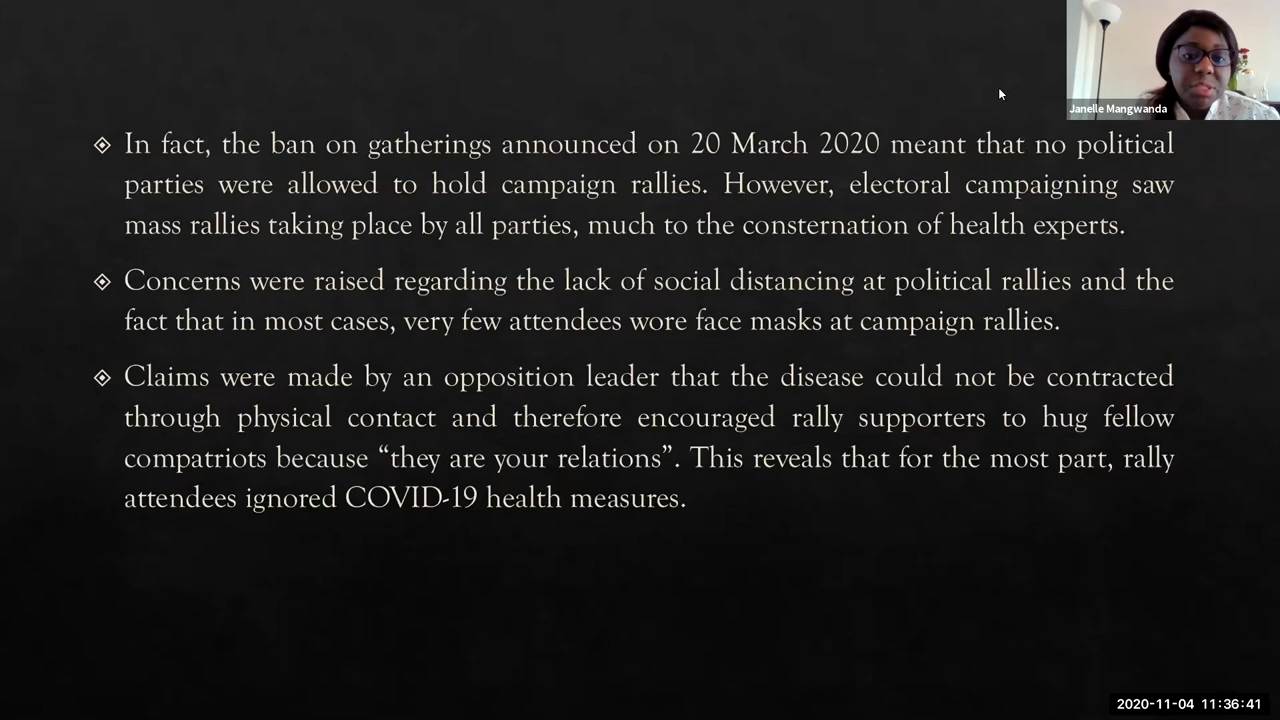 Janelle Mangwanda
In fact, the ban on gatherings announced on 20 March 2020 meant that no political
parties were allowed to hold campaign rallies. However, electoral campaigning saw
mass rallies taking place by all parties, much to the consternation of health experts.
Concerns were raised regarding the lack of social distancing at political rallies and the
fact that in most cases, very few attendees wore face masks at campaign rallies.
Claims were made by an opposition leader that the disease could not be contracted
through physical contact and therefore encouraged rally supporters to hug fellow
compatriots because “they are your relations”. This reveals that for the most part, rally
attendees ignored COVID-19 health measures.
2020-11-04 11:36:41